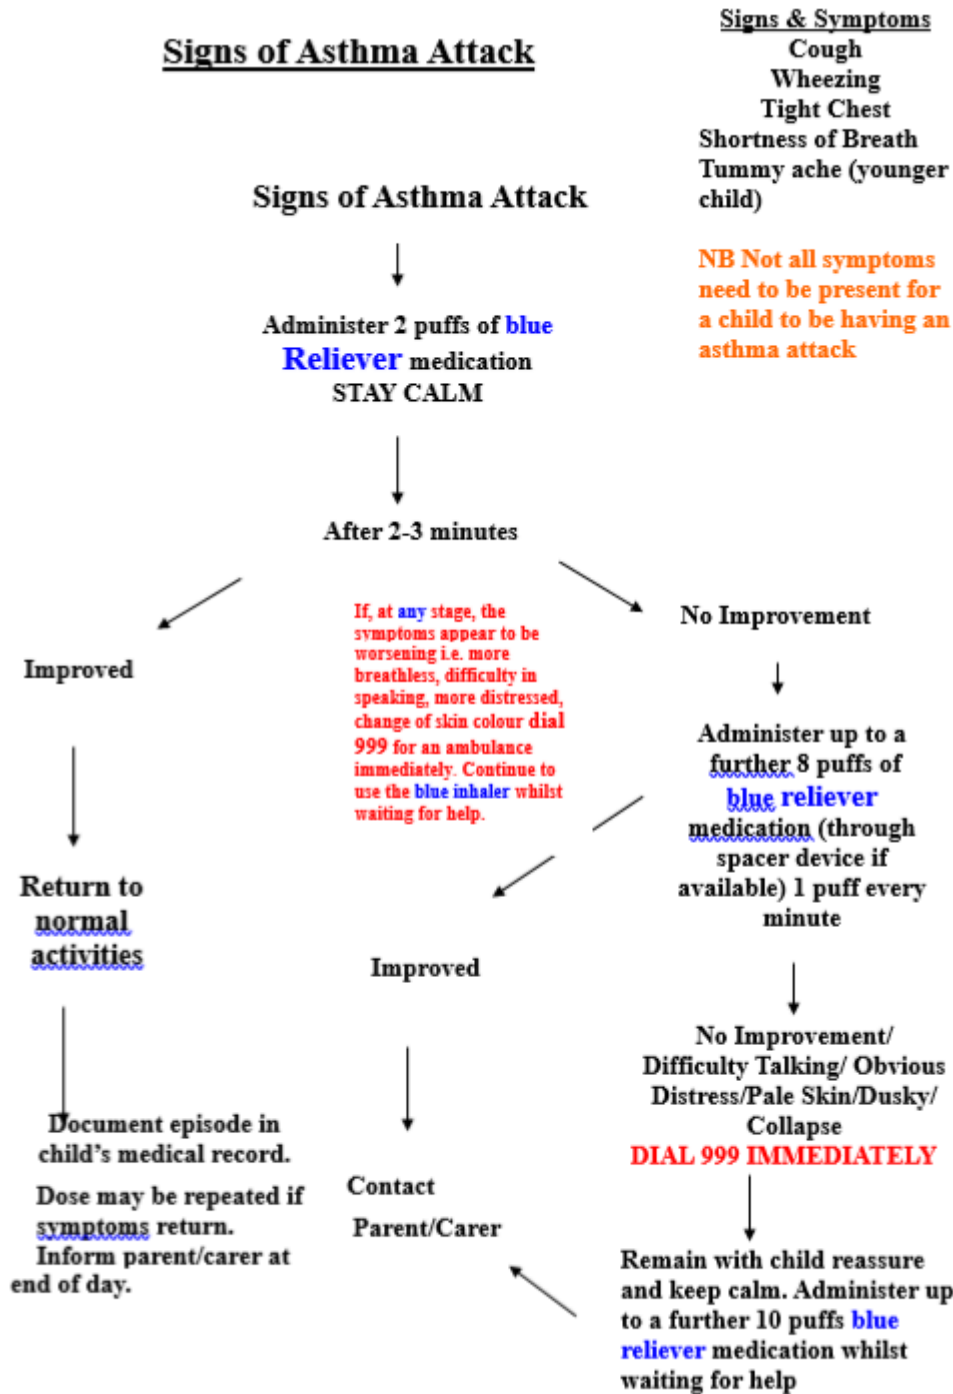 Signs of Asthma Attack
Signs & Symptoms
Cough
Wheezing
Tight Chest
Shortness of Breath
Tummy ache (younger
child)
NB Not all symptoms
need to be present for
a child to be having an
asthma attack
Signs of Asthma Attack
Administer 2 puffs of blue
Reliever medication
STAY CALM
After 2-3 minutes
If, at any stage, the
symptoms appear to be
worsening i.e. more
breathless, difficulty in
speaking, more distressed,
change of skin colour dial
999 for an ambulance
immediately. Continue to
use the blue inhaler whilst
waiting for help.
Improved
Return to
normal
activities
Document episode in
child's medical record.
Dose may be repeated if
symptoms return.
Inform parent/carer at
end of day.
No Improvement
Administer up to a
further 8 puffs of
blue reliever
medication (through
spacer device if
available) 1 puff every
minute
Improved
Contact
Parent/Carer
No Improvement/
Difficulty Talking/ Obvious
Distress/Pale Skin/Dusky/
Collapse
DIAL 999 IMMEDIATELY
Remain with child reassure
and keep calm. Administer up
to a further 10 puffs blue
reliever medication whilst
waiting for help